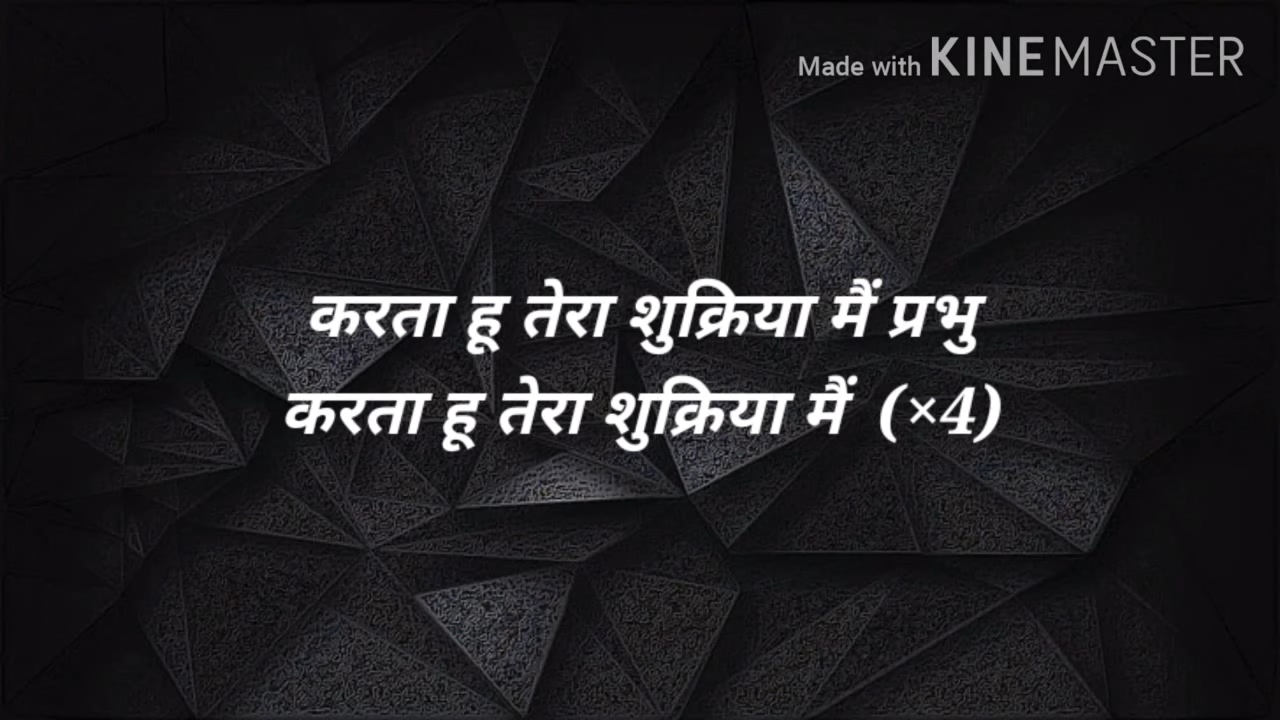 Made with KINEMASTER
करता हू तेरा शुक्रिया मैं प्रभु
करता हू तेरा शुक्रिया मैं (×4)